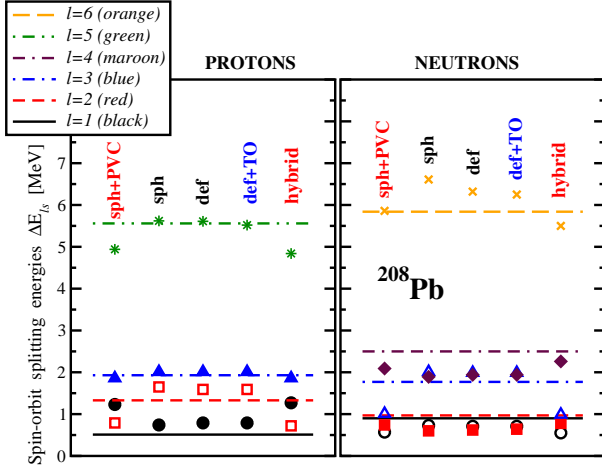 l=6 (orange)
l=5 (green)
l=4 (maroon)
l=3 (blue)
l=2 (red)
l=1 (black)
PROTONS
NEUTRONS
Spin-orbit splitting energies ΔE_ls [MeV]
7
6
5
4
3
2
1
0
sph+PVC
sph
def
def+TO
hybrid
sph+PVC
sph
def
def+TO
hybrid
²⁰⁸Pb